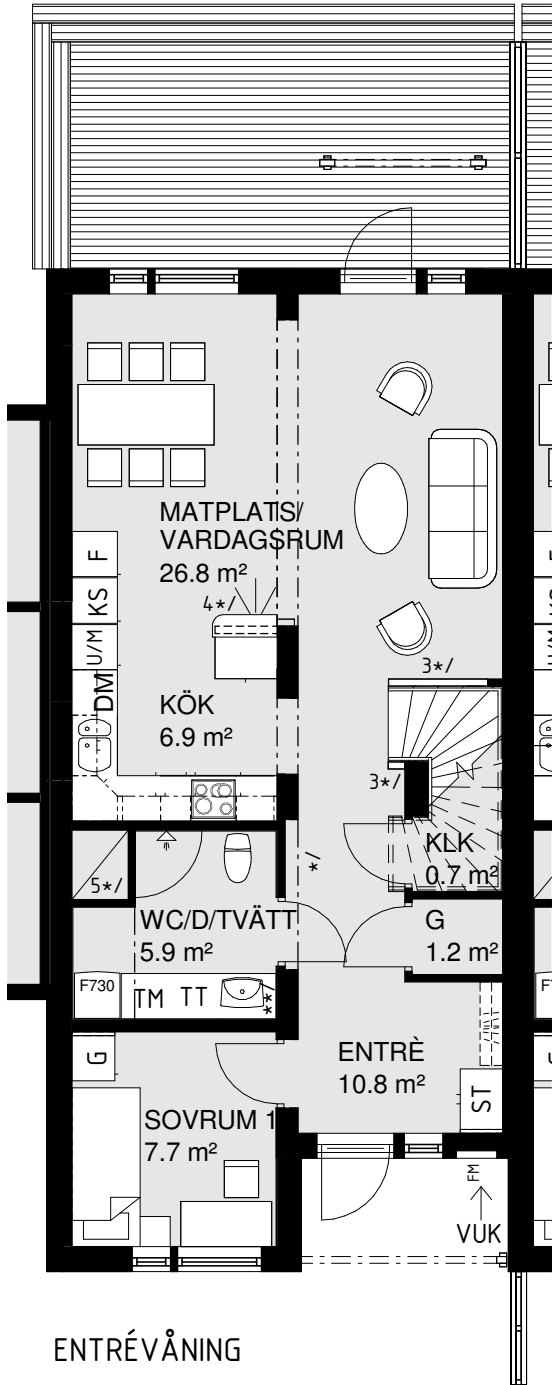 MATPLATS/
VARDAGSRUM
26.8 m²
F
KS
4*/
U/M
3*/
DM
KÖK
6.9 m²
3*/
KLK
0.7 m²
*/
5*/
WC/D/TVÄTT
5.9 m²
G
1.2 m²
F730
TM TT
**/
G
ENTRÈ
10.8 m²
ST
SOVRUM 1
7.7 m²
FM
VUK
ENTRÉVÅNING